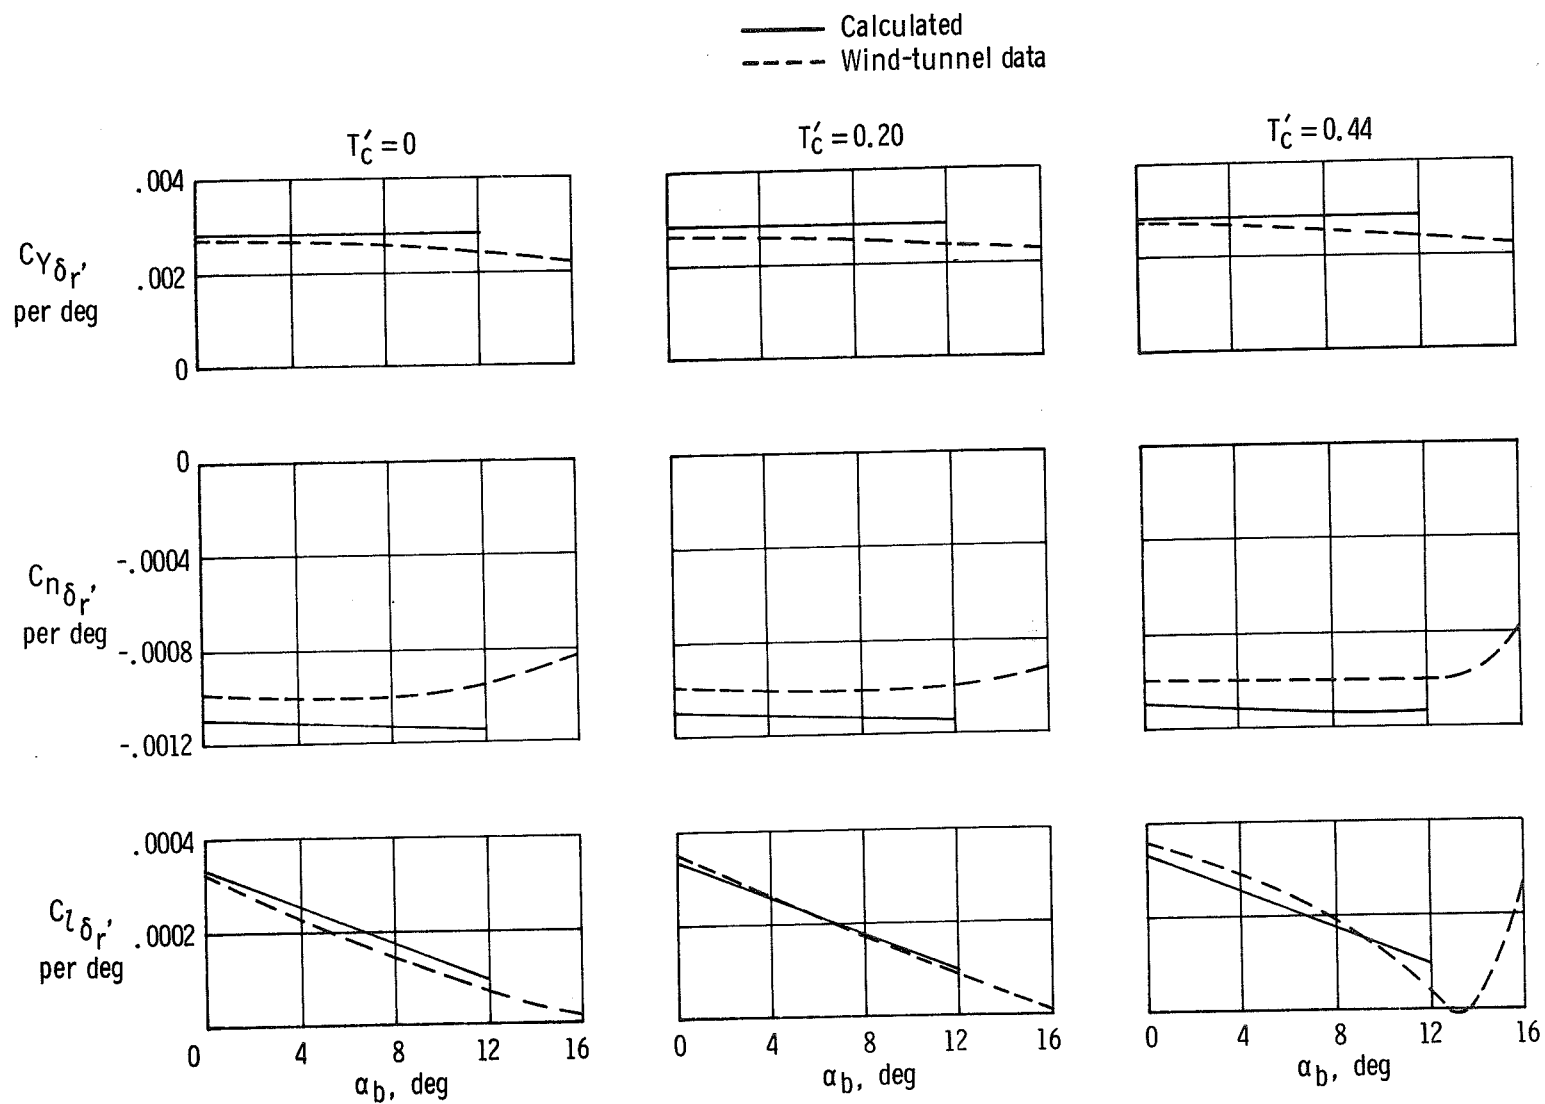 Calculated
Wind-tunnel data
T′c = 0
T′c = 0.20
T′c = 0.44
.004
CYδr,
per deg
.002
0
0
-.0004
Cnδr,
per deg
-.0008
-.0012
.0004
Clδr,
per deg
.0002
0 4 8 12 16
0 4 8 12 16
0 4 8 12 16
αb, deg
αb, deg
αb, deg